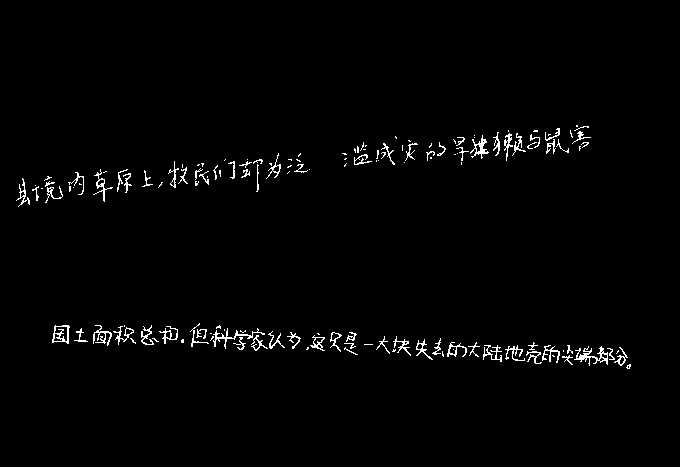 县境内草原上,牧民们却为泛滥成灾的旱獭与鼠害
国土面积总和.但科学家认为,这只是一大块失去的大陆地壳的尖端部分。